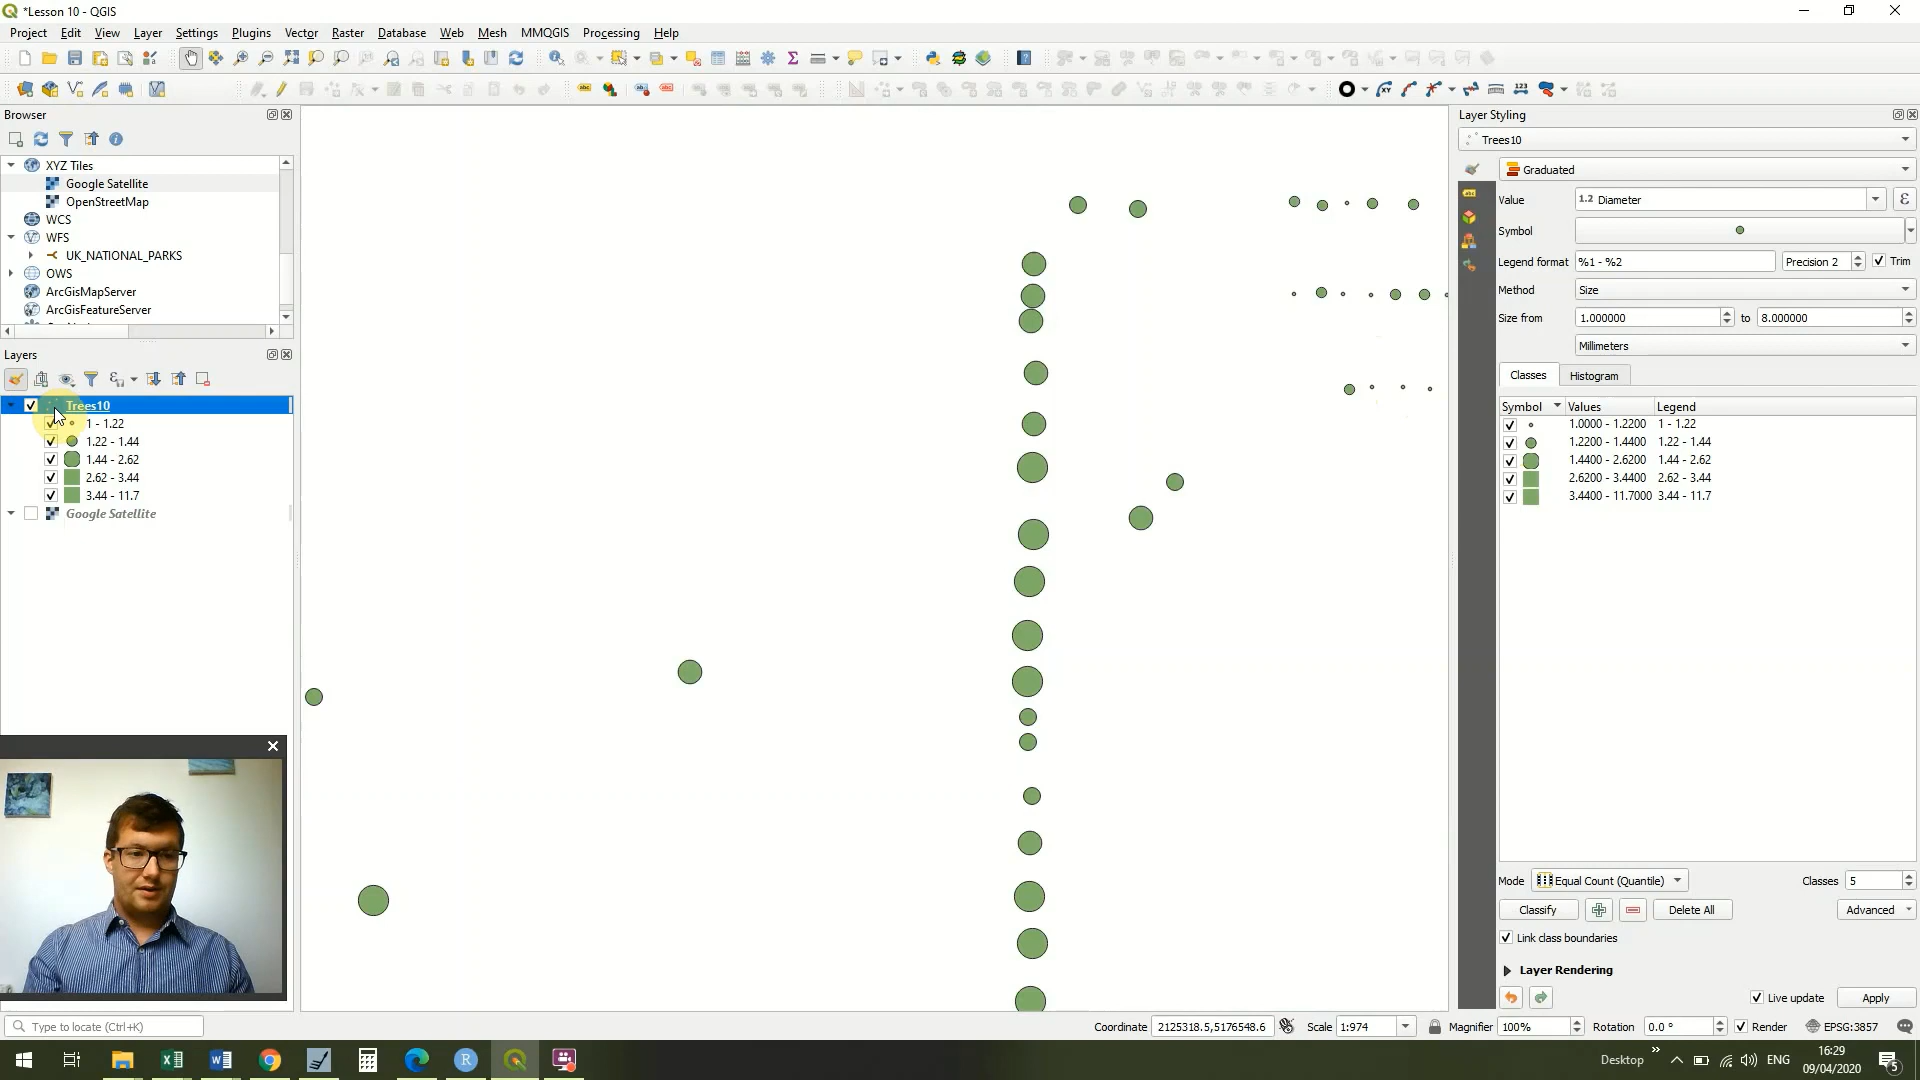 *Lesson 10 - QGIS
Project Edit View Layer Settings Plugins Vector Raster Database Web Mesh MMQGIS Processing Help
Browser
XYZ Tiles
Google Satellite
OpenStreetMap
WCS
WFS
UK_NATIONAL_PARKS
OWS
ArcGisMapServer
ArcGisFeatureServer
Layers
Trees10
1 - 1.22
1.22 - 1.44
1.44 - 2.62
2.62 - 3.44
3.44 - 11.7
Google Satellite
Layer Styling
Trees10
Graduated
Value 1.2 Diameter
Symbol
Legend format %1 - %2 Precision 2 Trim
Method Size
Size from 1.000000 to 8.000000
Millimeters
Classes Histogram
Symbol Values Legend
1.0000 - 1.2200 1 - 1.22
1.2200 - 1.4400 1.22 - 1.44
1.4400 - 2.6200 1.44 - 2.62
2.6200 - 3.4400 2.62 - 3.44
3.4400 - 11.7000 3.44 - 11.7
Mode Equal Count (Quantile) Classes 5
Classify Delete All Advanced
Link class boundaries
Layer Rendering
Live update Apply
Type to locate (Ctrl+K) Coordinate 2125318.5,5176548.6 Scale 1:974 Magnifier 100% Rotation 0.0 ° Render EPSG:3857
Desktop ENG 16:29
09/04/2020
5